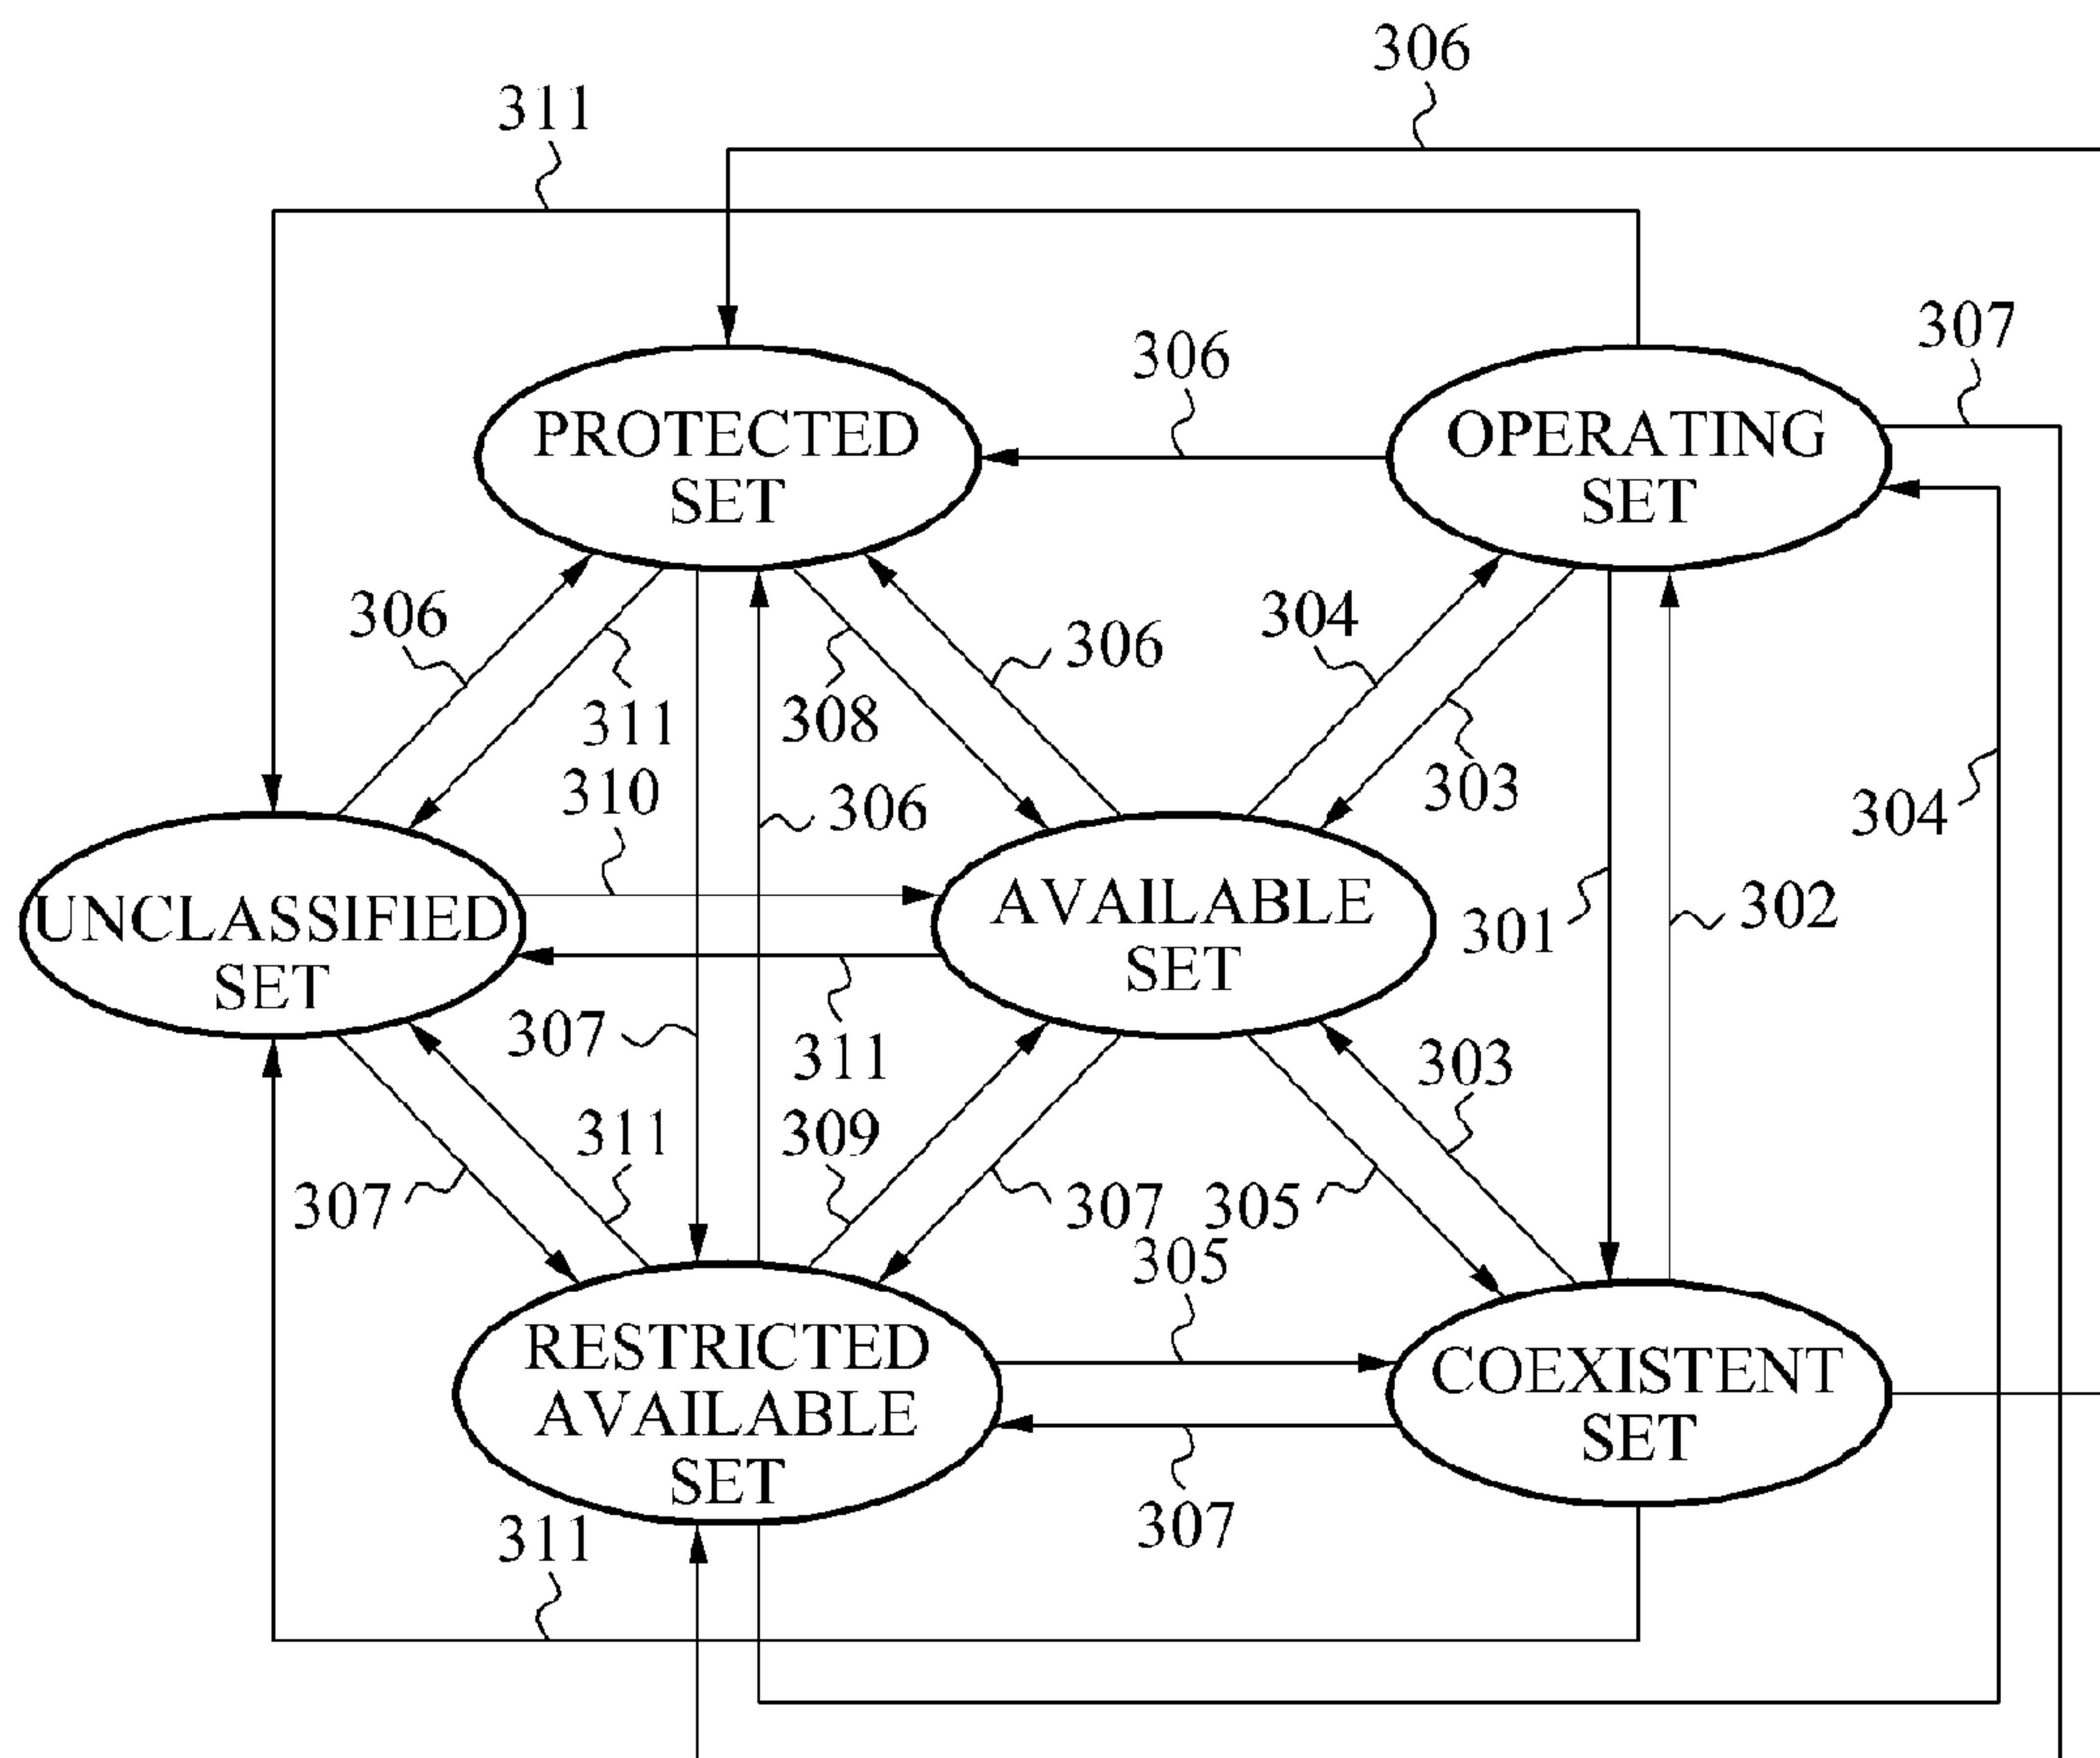 306
311
307
306
PROTECTED
SET
OPERATING
SET
306
304
306
311
308
303
310
306
304
UNCLASSIFIED
SET
AVAILABLE
SET
301
302
307
311
303
311
309
307
307
305
305
RESTRICTED
AVAILABLE
SET
COEXISTENT
SET
307
311